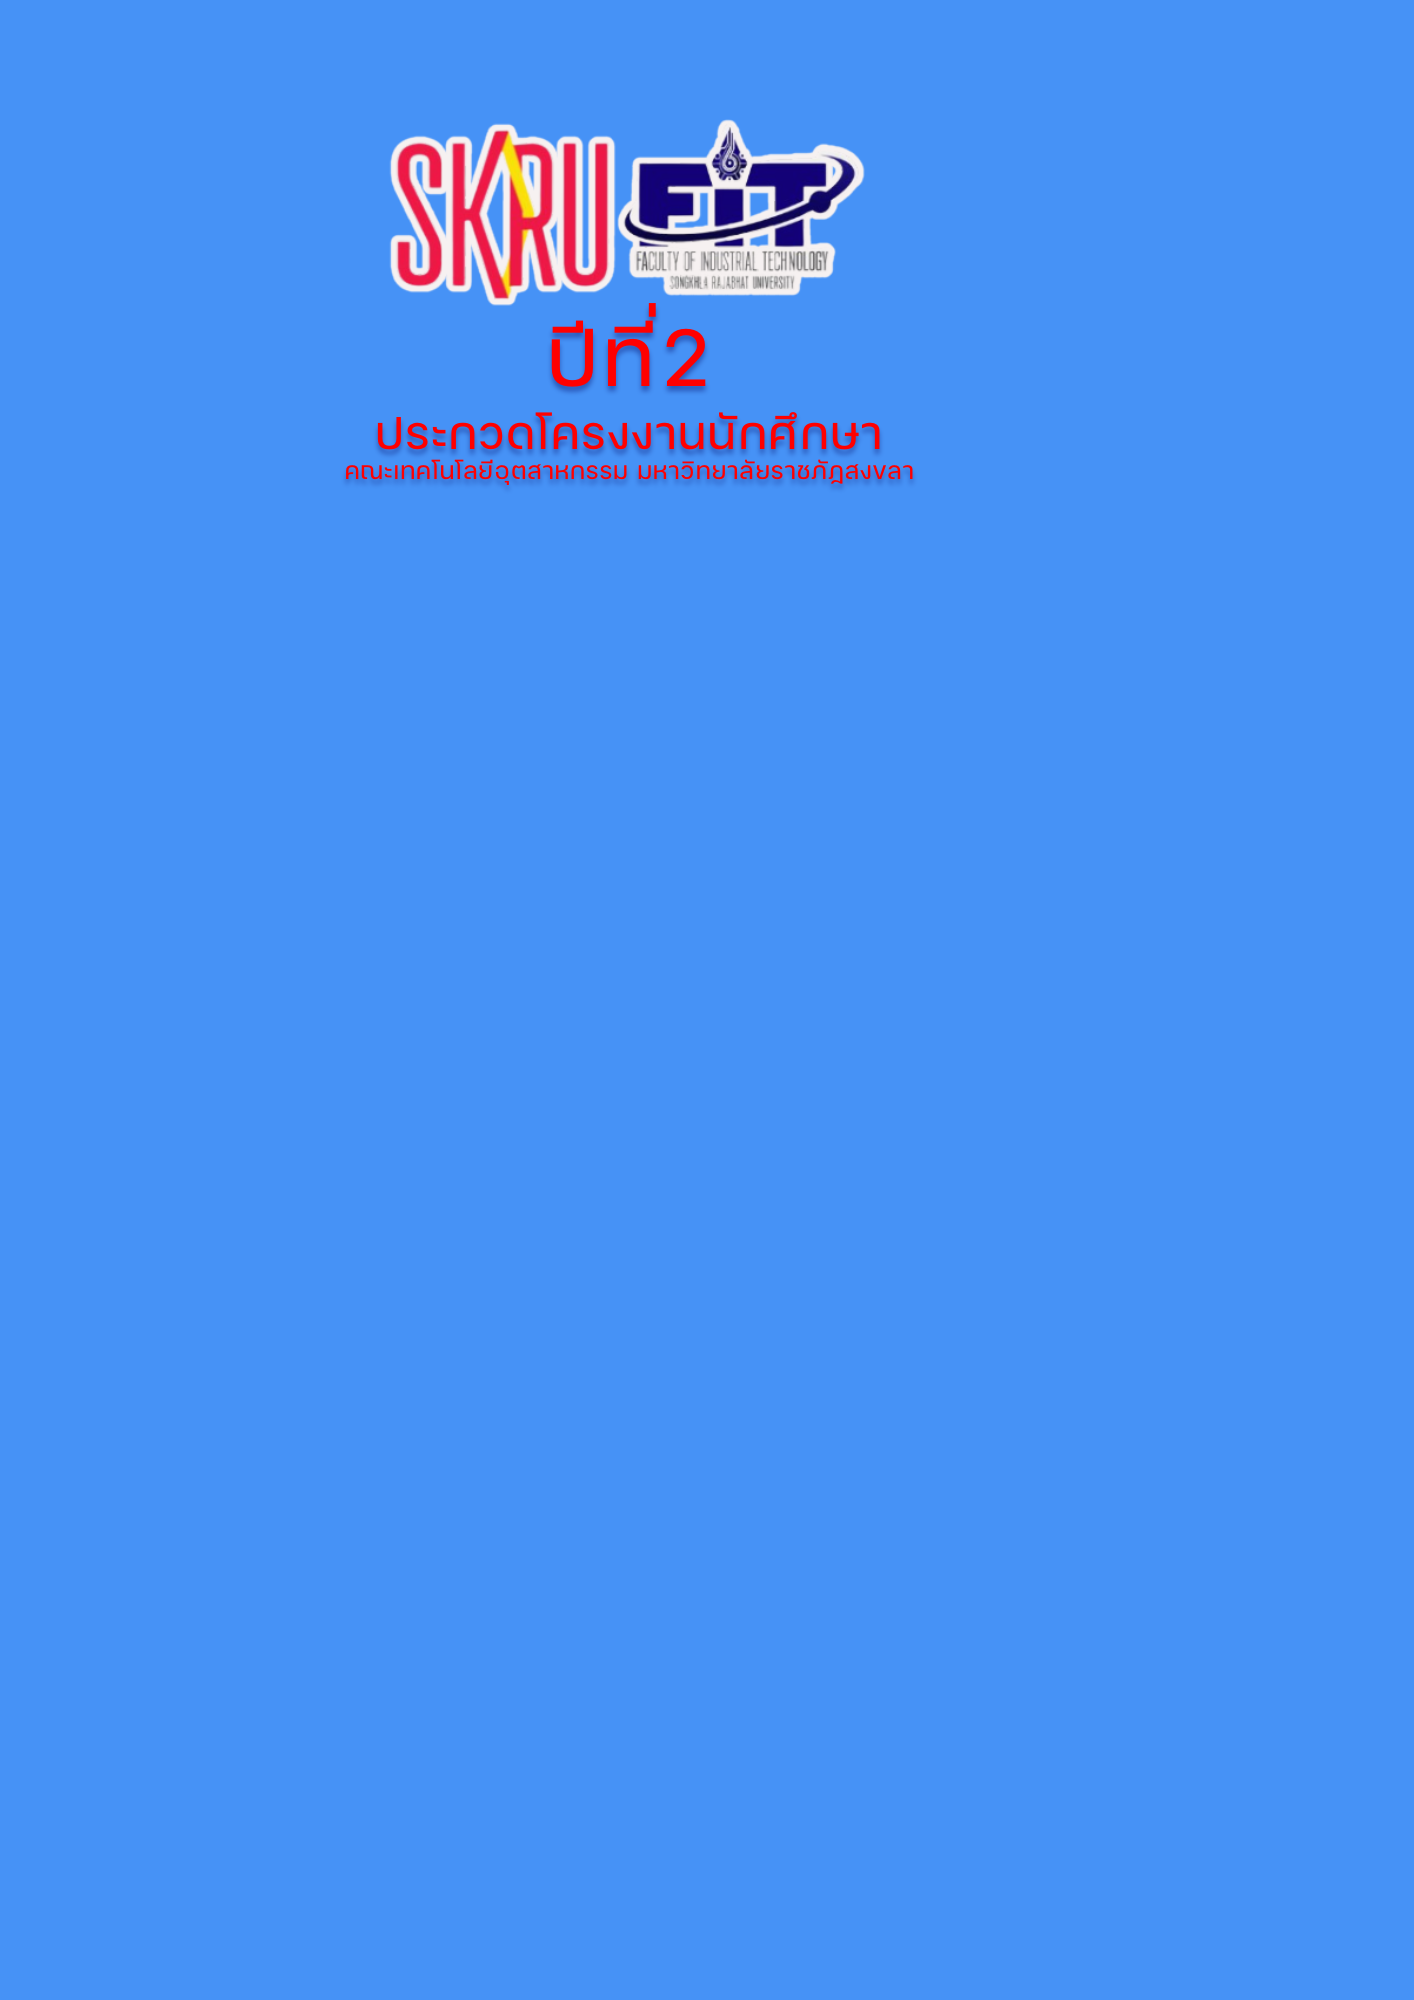 SKRU FiT
FACULTY OF INDUSTRIAL TECHNOLOGY
SONGKHLA RAJABHAT UNIVERSITY
ปีที่2
ประกวดโครงงานนักศึกษา
คณะเทคโนโลยีอุตสาหกรรม มหาวิทยาลัยราชภัฎสงขลา